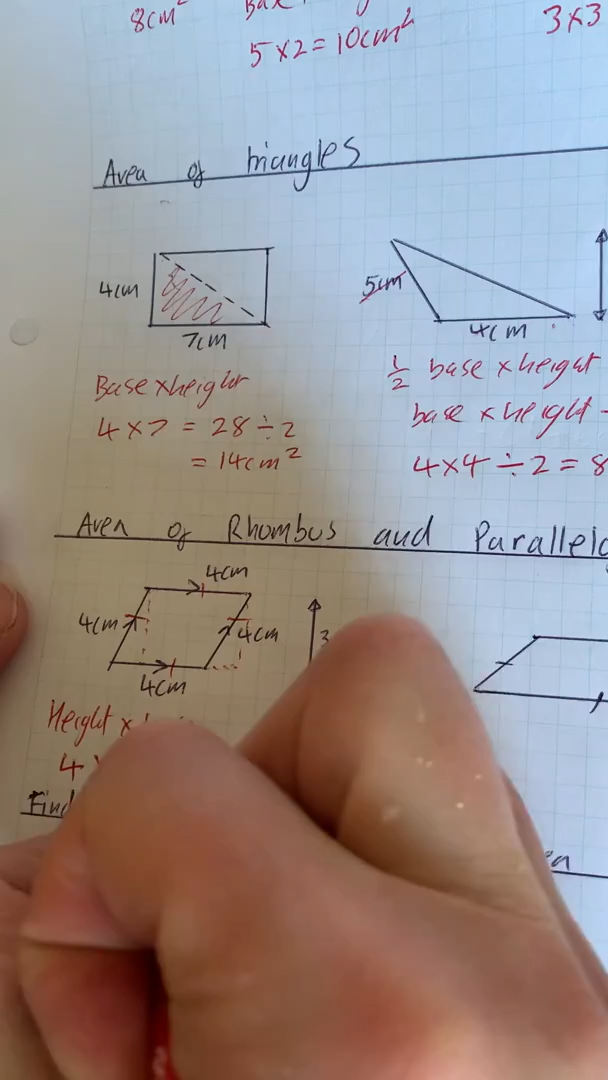 8cm²
5 × 2 = 10cm²
3×3
Area of triangles
4cm
7cm
5cm
4cm
Base × height
4 × 7 = 28 ÷ 2
= 14cm²
½ base × height
base × height
4×4 ÷ 2 = 8
Area of Rhombus and
4cm
4cm
4cm
4cm
Height ×
4
Find